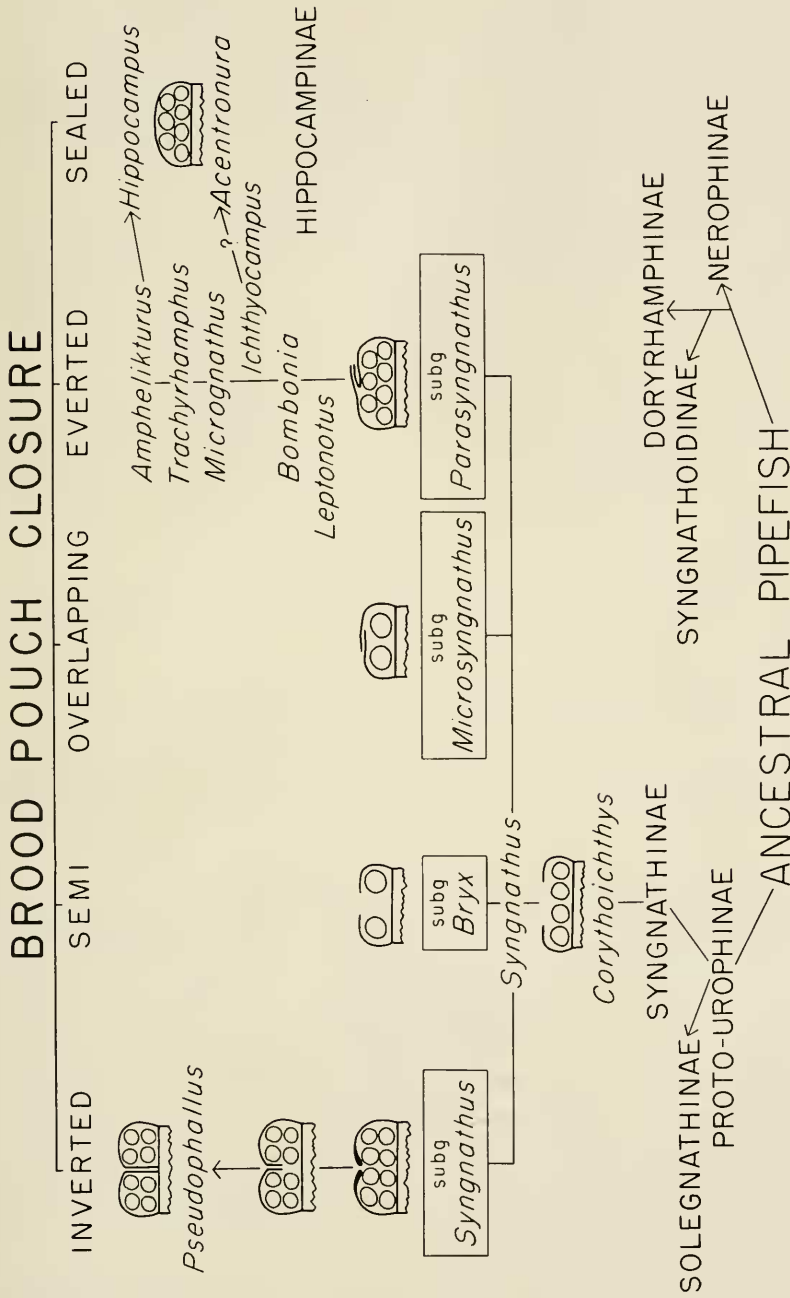 BROOD POUCH CLOSURE
INVERTED
SEMI
OVERLAPPING
EVERTED
SEALED
Pseudophallus
Amphelikturus
Hippocampus
Trachyrhamphus
Micrognathus
?
Acentronura
Ichthyocampus
HIPPOCAMPINAE
Bombonia
Leptonotus
subg
Syngnathus
subg
Bryx
subg
Microsyngnathus
subg
Parasyngnathus
Syngnathus
Corythoichthys
SYNGNATHINAE
SOLEGNATHINAE
PROTO-UROPHINAE
DORYRHAMPHINAE
SYNGNATHOIDINAE
NEROPHINAE
ANCESTRAL PIPEFISH